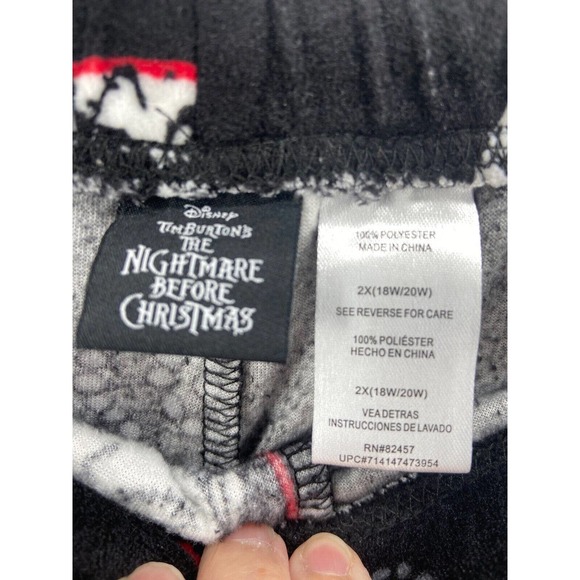 Disney
TIM BURTON'S
THE
NIGHTMARE
BEFORE
CHRISTMAS
100% POLYESTER
MADE IN CHINA
2X(18W/20W)
SEE REVERSE FOR CARE
100% POLIÉSTER
HECHO EN CHINA
2X(18W/20W)
VEA DETRAS
INSTRUCCIONES DE LAVADO
RN#82457
UPC#714147473954